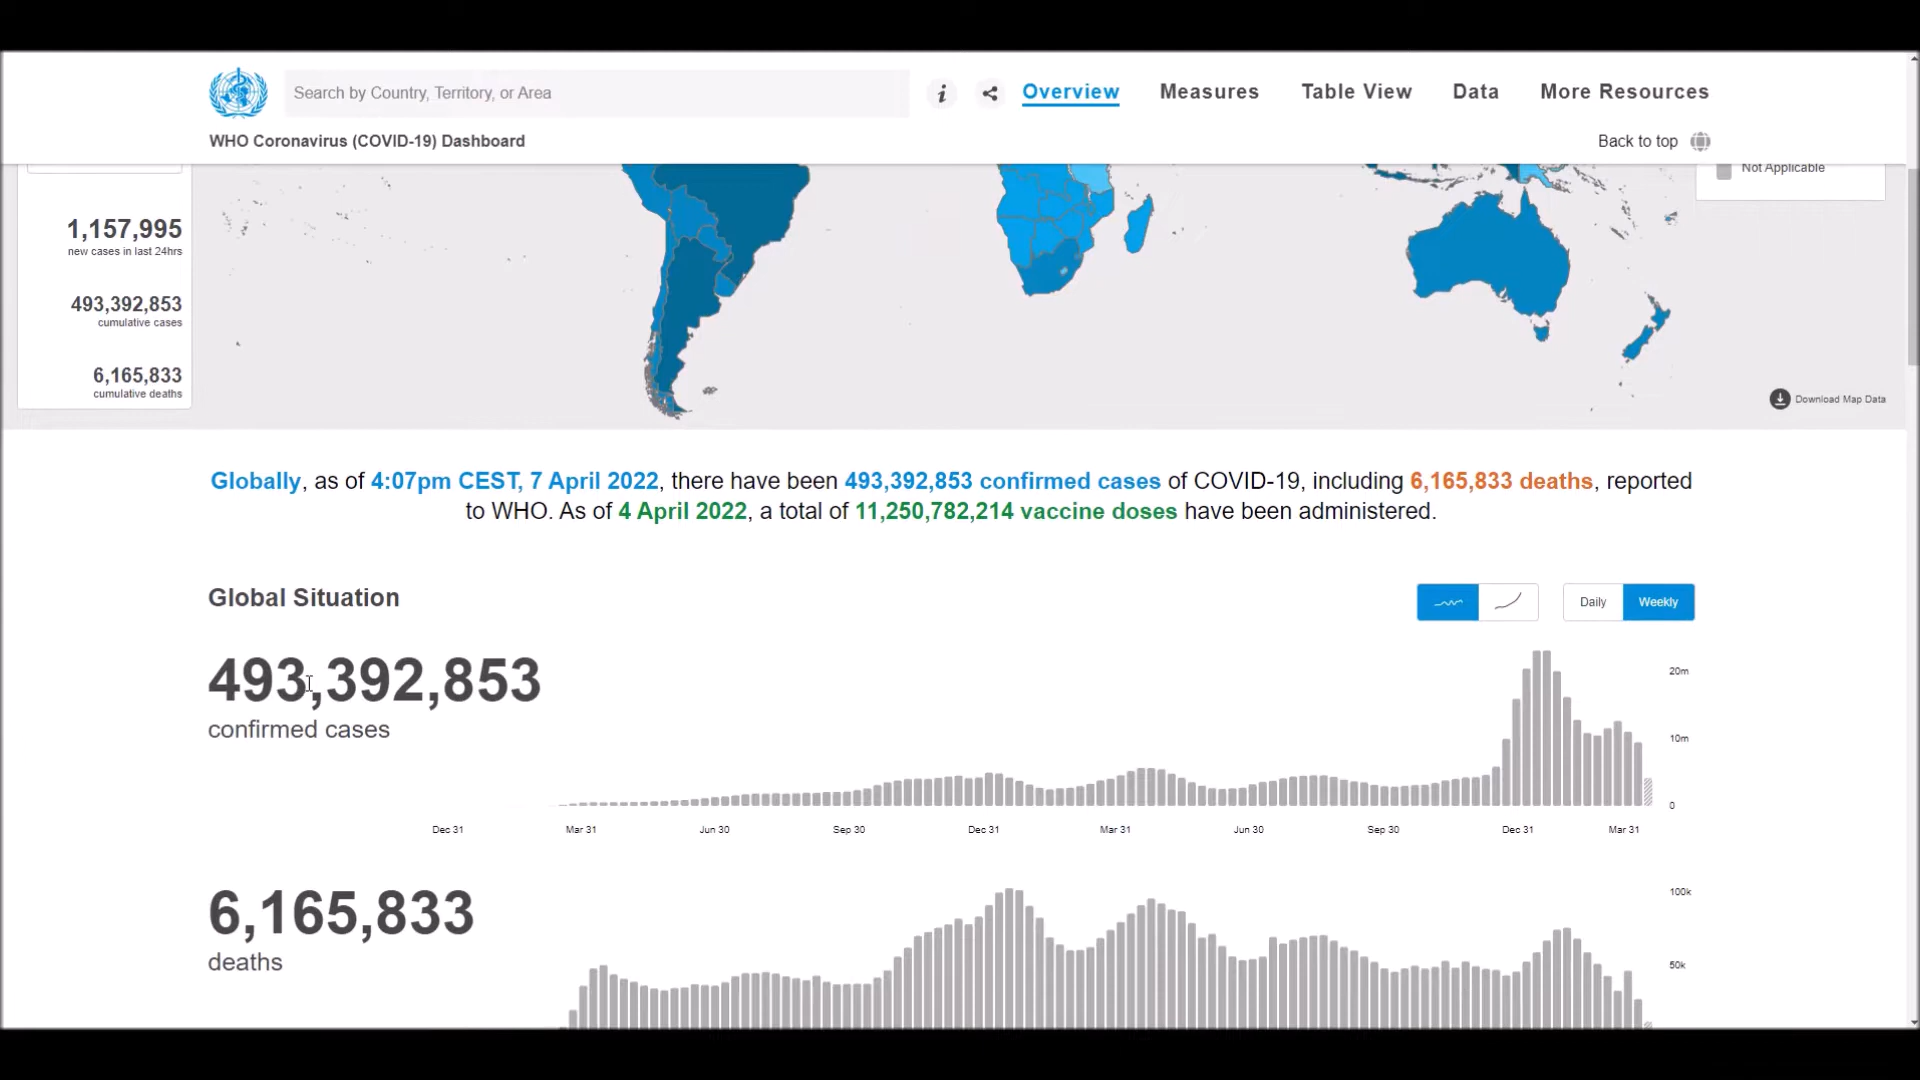 Search by Country, Territory, or Area
Overview
Measures
Table View
Data
More Resources
WHO Coronavirus (COVID-19) Dashboard
Back to top
Not Applicable
1,157,995
new cases in last 24hrs
493,392,853
cumulative cases
6,165,833
cumulative deaths
Download Map Data
Globally, as of 4:07pm CEST, 7 April 2022, there have been 493,392,853 confirmed cases of COVID-19, including 6,165,833 deaths, reported
to WHO. As of 4 April 2022, a total of 11,250,782,214 vaccine doses have been administered.
Global Situation
Daily
Weekly
493,392,853
confirmed cases
20m
10m
0
Dec 31
Mar 31
Jun 30
Sep 30
Dec 31
Mar 31
Jun 30
Sep 30
Dec 31
Mar 31
6,165,833
deaths
100k
50k